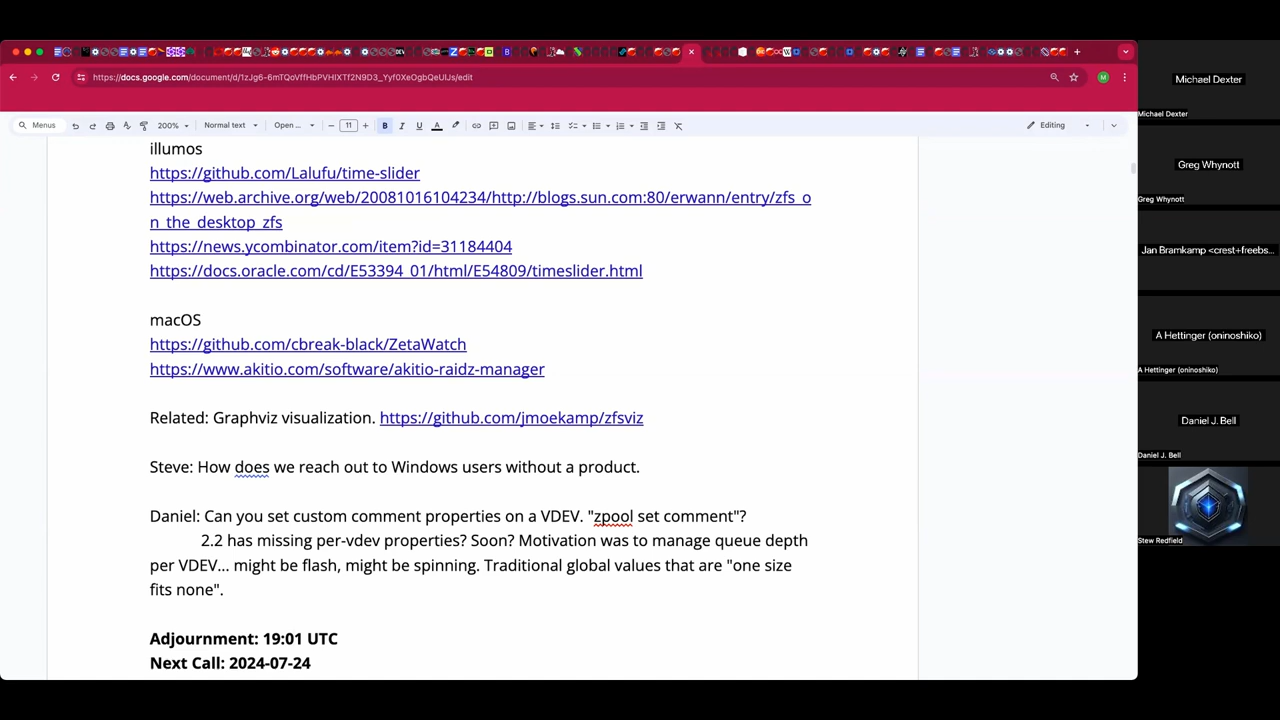 https://docs.google.com/document/d/1zJg6-6mTQoVffHbPVHIXTf2N9D3_Yyf0XeOgbQeUIJs/edit
M
Menus
200%
Normal text
Open ...
11
B
I
U
A
Editing
illumos
https://github.com/Lalufu/time-slider
https://web.archive.org/web/20081016104234/http://blogs.sun.com:80/erwann/entry/zfs_o
n_the_desktop_zfs
https://news.ycombinator.com/item?id=31184404
https://docs.oracle.com/cd/E53394_01/html/E54809/timeslider.html
macOS
https://github.com/cbreak-black/ZetaWatch
https://www.akitio.com/software/akitio-raidz-manager
Related: Graphviz visualization. https://github.com/jmoekamp/zfsviz
Steve: How does we reach out to Windows users without a product.
Daniel: Can you set custom comment properties on a VDEV. "zpool set comment"?
2.2 has missing per-vdev properties? Soon? Motivation was to manage queue depth
per VDEV... might be flash, might be spinning. Traditional global values that are "one size
fits none".
Adjournment: 19:01 UTC
Next Call: 2024-07-24
Michael Dexter
Michael Dexter
Greg Whynott
Greg Whynott
Jan Bramkamp <crest+freebs...
A Hettinger (oninoshiko)
A Hettinger (oninoshiko)
Daniel J. Bell
Daniel J. Bell
Stew Redfield